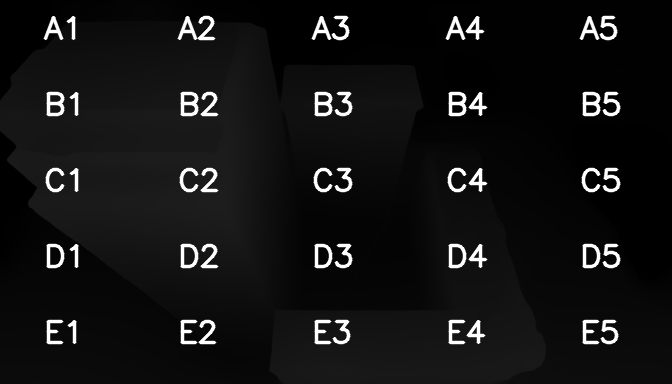 A1 A2 A3 A4 A5
B1 B2 B3 B4 B5
C1 C2 C3 C4 C5
D1 D2 D3 D4 D5
E1 E2 E3 E4 E5